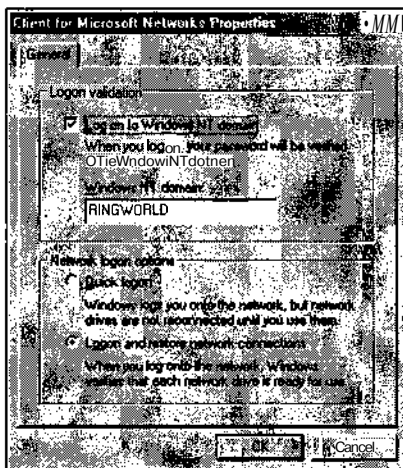 Client for Microsoft Networks Properties
•MM
General
Logon validation
Log on to Windows NT domain
When you log on, your password will be verified
OTieWndowiNTdotnen
Windows NT domain:
RINGWORLD
Network logon options
Quick logon
Windows logs you onto the network, but network
drives are not reconnected until you use them.
Logon and restore network connections
When you log onto the network, Windows
verifies that each network drive is ready for use.
OK
Cancel